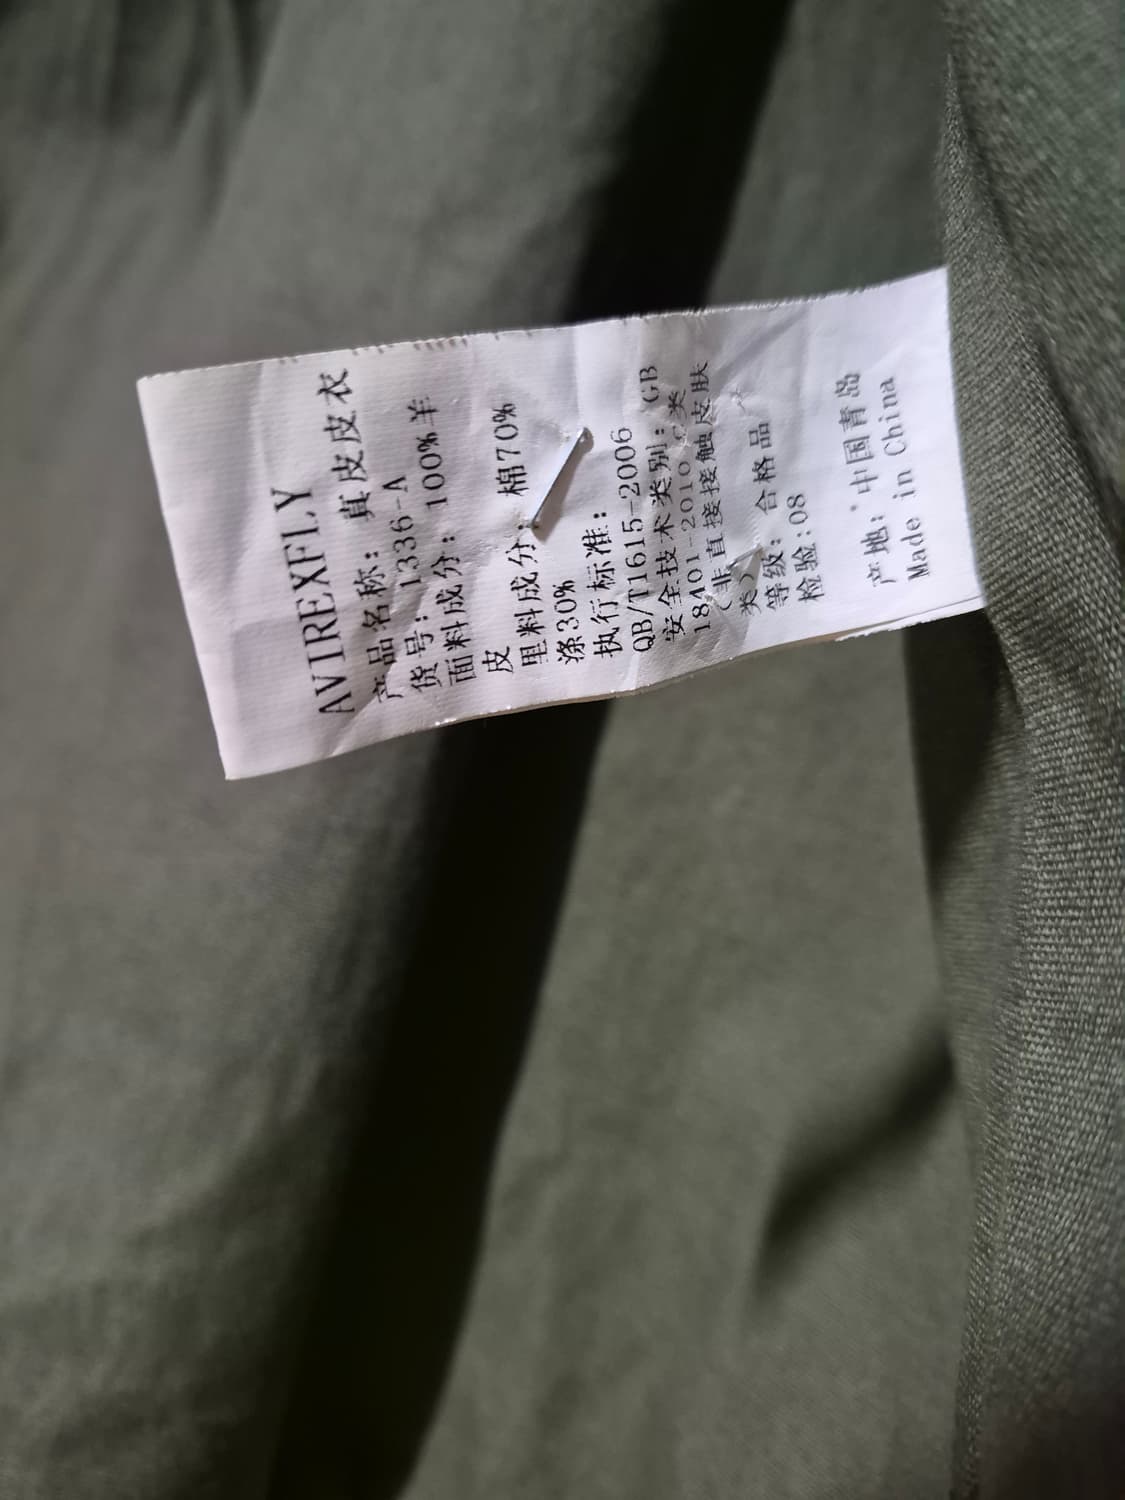 AVIREXFLY
产品名称：真皮皮衣
货号：1336-A
面料成分：100%羊
皮
里料成分：棉70%
涤30%
执行标准：
QB/T1615-2006
安全技术类别：GB
18401-2010 C类
（非直接接触皮肤
类）
等级：合格品
检验:08
产地：中国青岛
Made in China